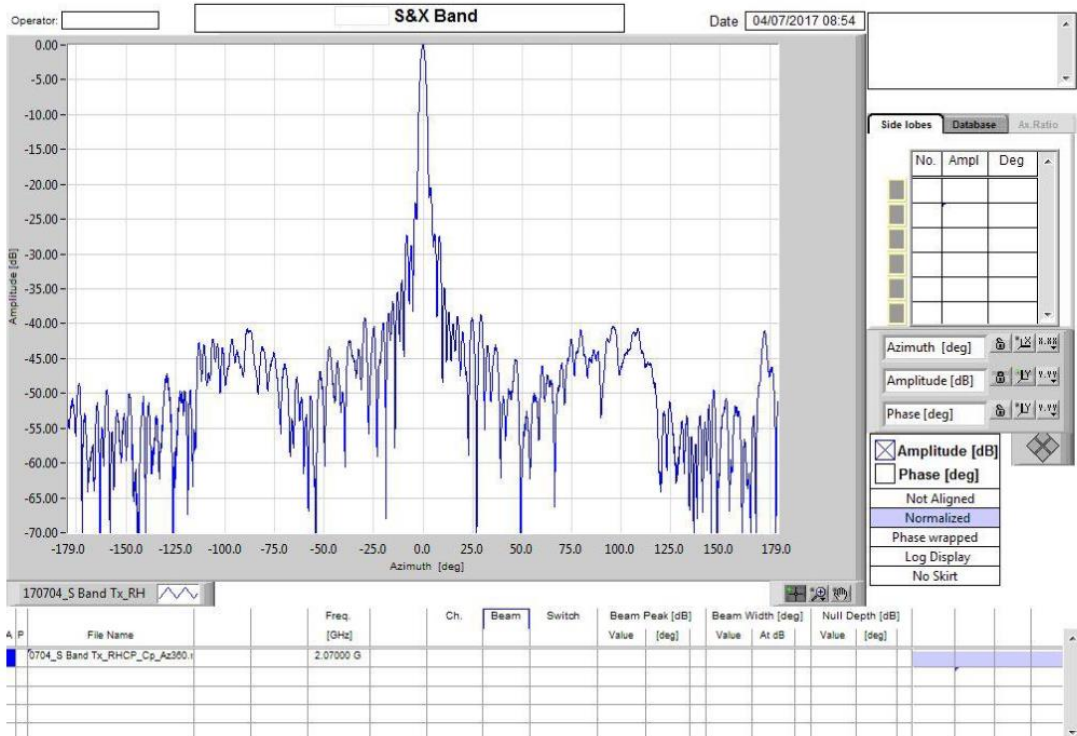 Operator:
S&X Band
Date 04/07/2017 08:54
0.00
-5.00
-10.00
-15.00
-20.00
-25.00
-30.00
-35.00
-40.00
-45.00
-50.00
-55.00
-60.00
-65.00
-70.00
Amplitude [dB]
-179.0 -150.0 -125.0 -100.0 -75.0 -50.0 -25.0 0.0 25.0 50.0 75.0 100.0 125.0 150.0 179.0
Azimuth [deg]
170704_S Band Tx_RH
Side lobes Database Ax.Ratio
No. Ampl Deg
Azimuth [deg]
Amplitude [dB]
Phase [deg]
Amplitude [dB]
Phase [deg]
Not Aligned
Normalized
Phase wrapped
Log Display
No Skirt
Freq. Ch. Beam Switch Beam Peak [dB] Beam Width [deg] Null Depth [dB]
A P File Name [GHz] Value [deg] Value At dB Value [deg]
0704_S Band Tx_RHCP_Cp_Az360.r 2.07000 G